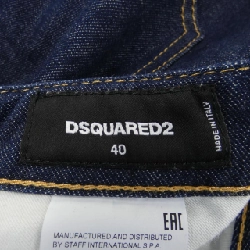 DSQUARED2
40
MADE IN ITALY
EAC
MANUFACTURED AND DISTRIBUTED
BY STAFF INTERNATIONAL S.P.A